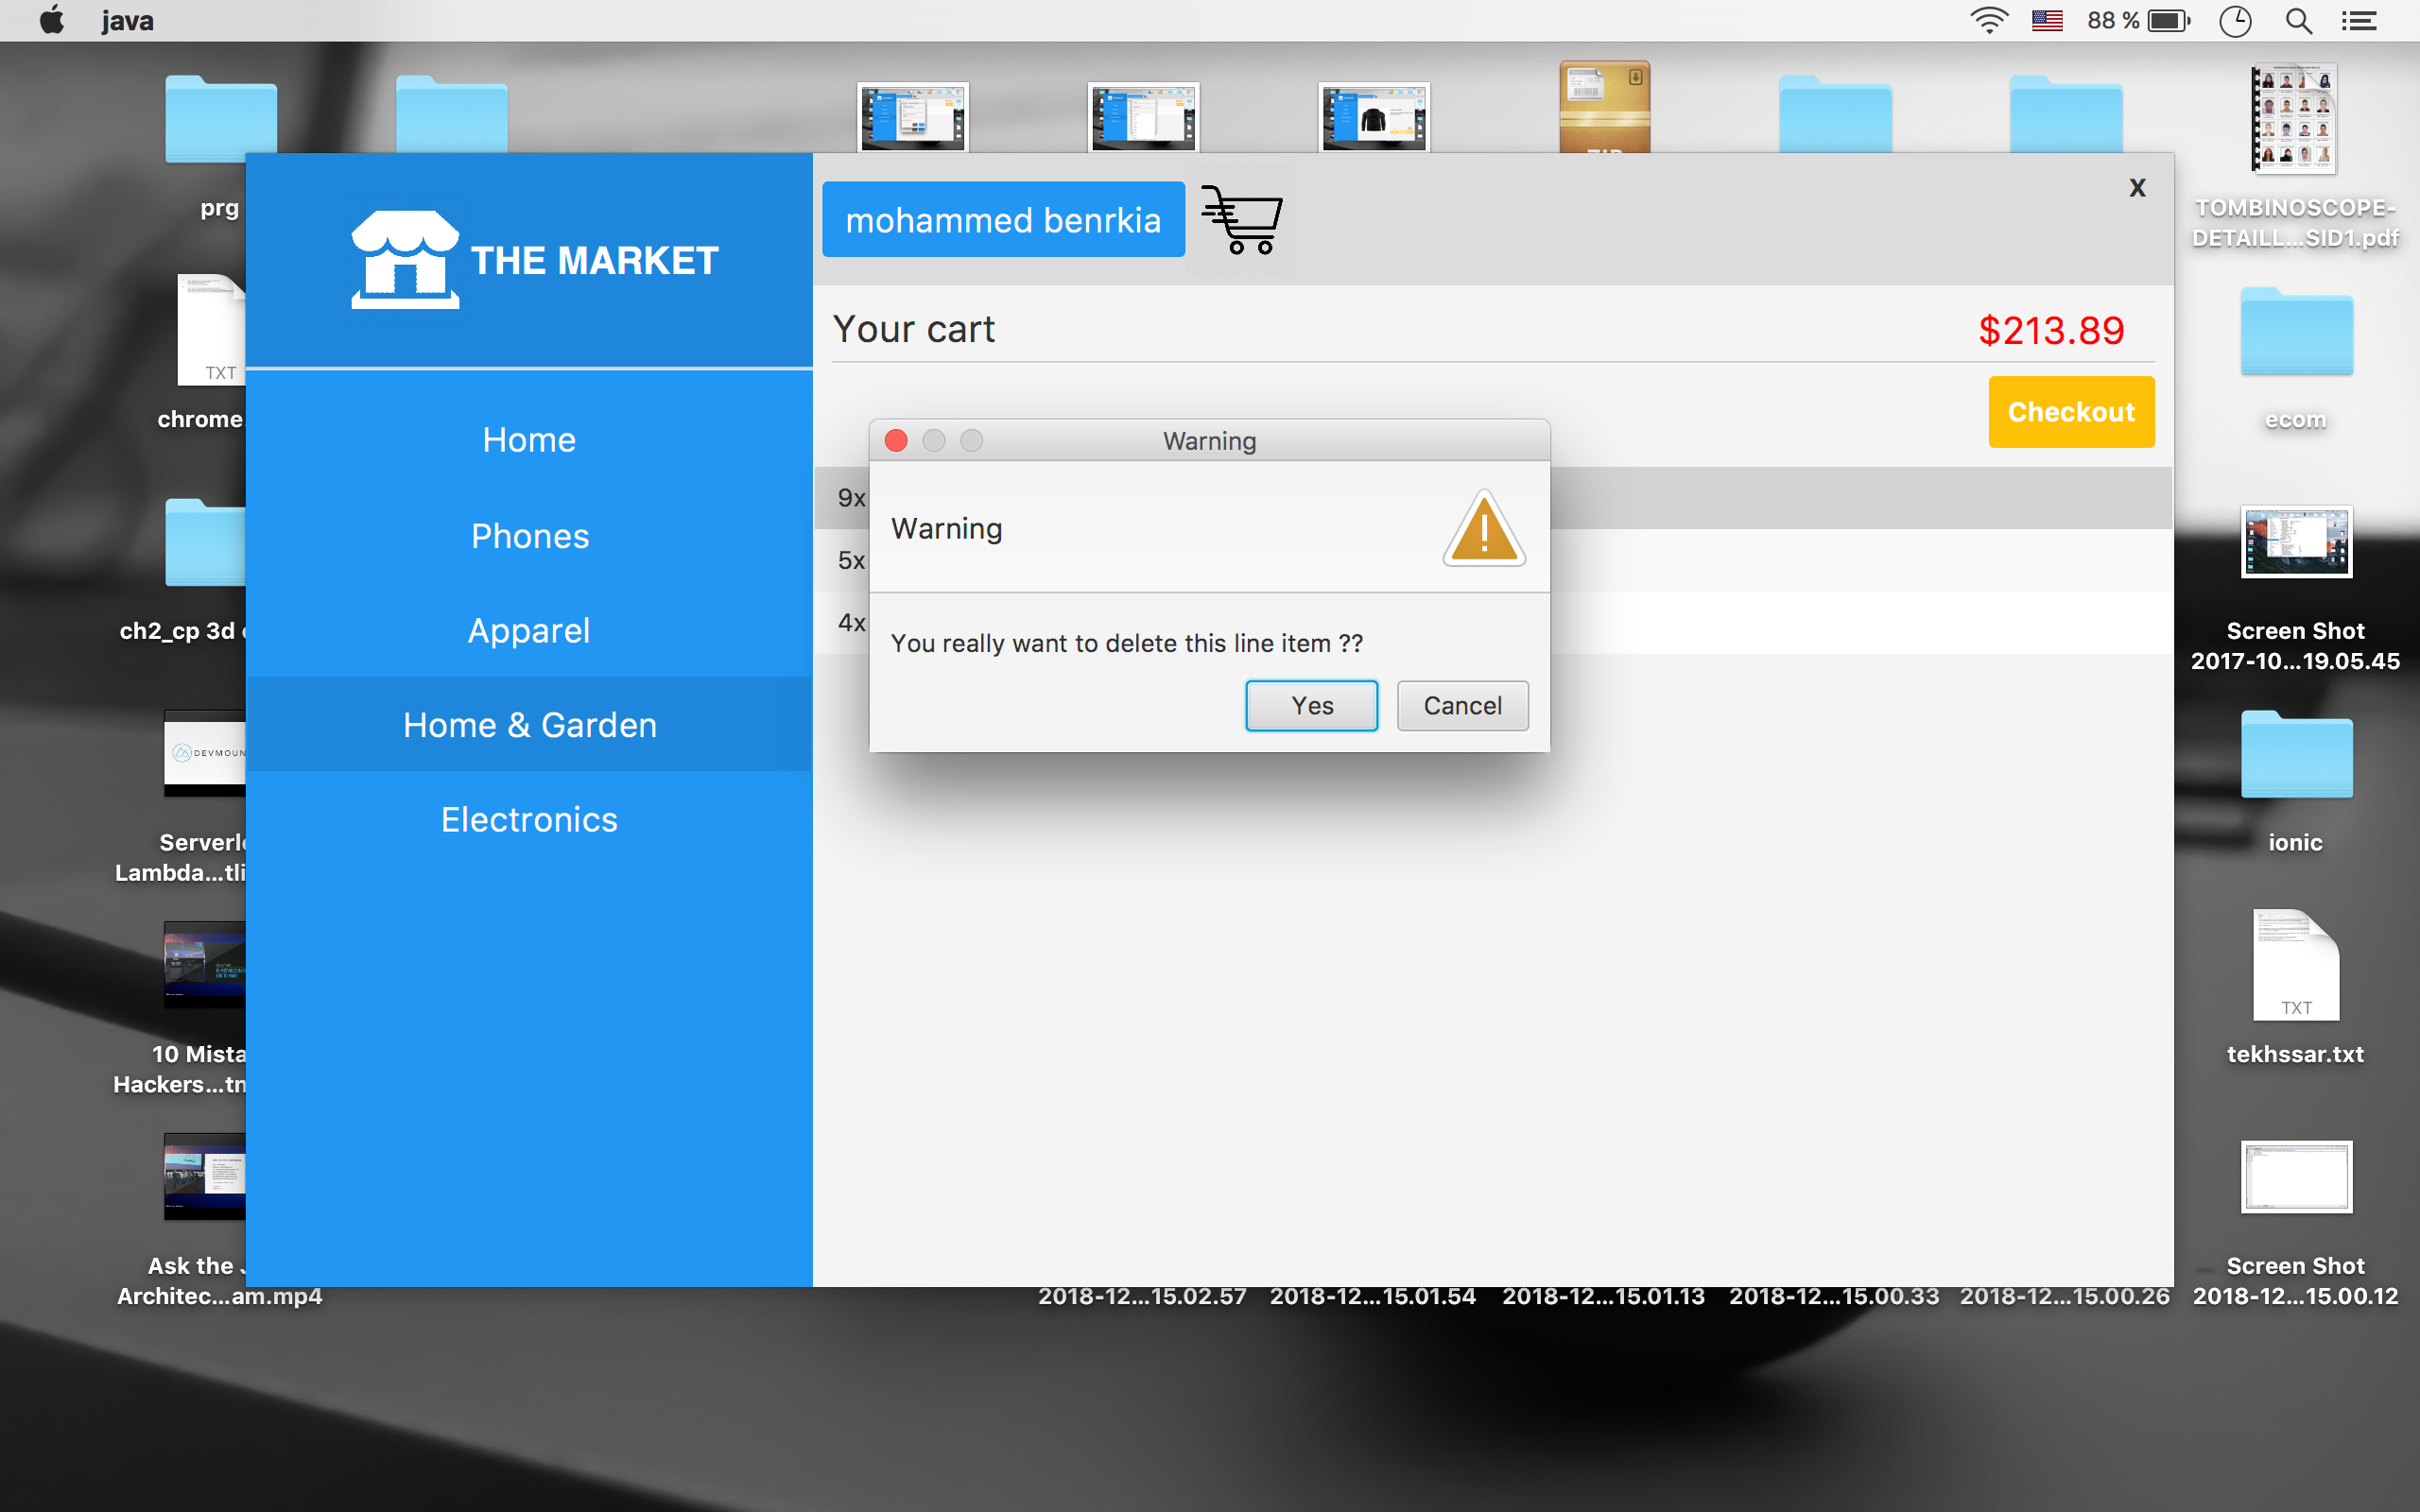 java
88 %
prg
TXT
chrome.
ch2_cp 3d
DEVMOUN
Serverl
Lambda...tli
10 Mista
Hackers...tn
Ask the
Architec...am.mp4
ZIP
THE MARKET
Home
Phones
Apparel
Home & Garden
Electronics
mohammed benrkia
X
Your cart
$213.89
Checkout
9x
5x
4x
Warning
Warning
You really want to delete this line item ??
Yes
Cancel
TOMBINOSCOPE-
DETAILL...SID1.pdf
ecom
Screen Shot
2017-10...19.05.45
ionic
TXT
tekhssar.txt
Screen Shot
2018-12...15.00.12
2018-12...15.02.57
2018-12...15.01.54
2018-12...15.01.13
2018-12...15.00.33
2018-12...15.00.26